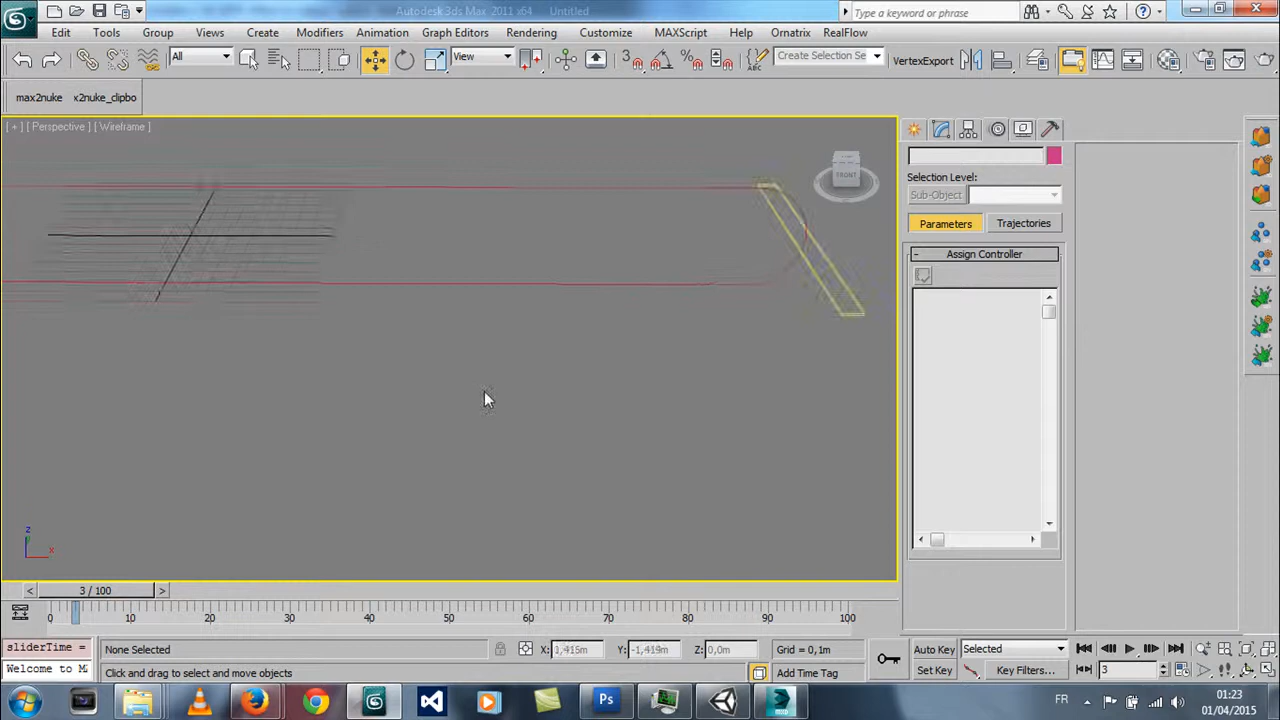 Autodesk 3ds Max 2011 x64 Untitled
Type a keyword or phrase
Edit Tools Group Views Create Modifiers Animation Graph Editors Rendering Customize MAXScript Help Ornatrix RealFlow
All View Create Selection Se VertexExport
max2nuke x2nuke_clipbo
[ + ] [ Perspective ] [ Wireframe ]
FRONT
Selection Level:
Sub-Object
Parameters Trajectories
- Assign Controller
z
x
< 3 / 100 >
0 10 20 30 40 50 60 70 80 90 100
sliderTime = None Selected X: 1,415m Y: -1,419m Z: 0,0m Grid = 0,1m Auto Key Selected
Welcome to M Click and drag to select and move objects Add Time Tag Set Key Key Filters... 3
Ps FR 01:23
01/04/2015